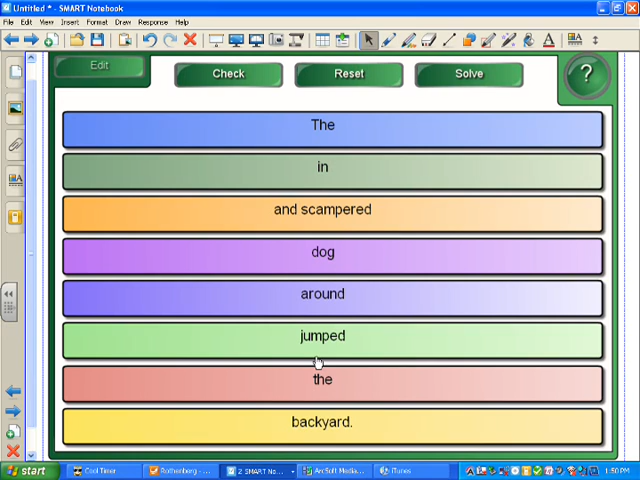 Untitled * - SMART Notebook
File Edit View Insert Format Draw Response Help
Edit
Check Reset Solve ?
The
in
and scampered
dog
around
jumped
the
backyard.
start Cool Timer Rothenberg - ... 2 SMART No... ArcSoft Media... iTunes 1:50 PM